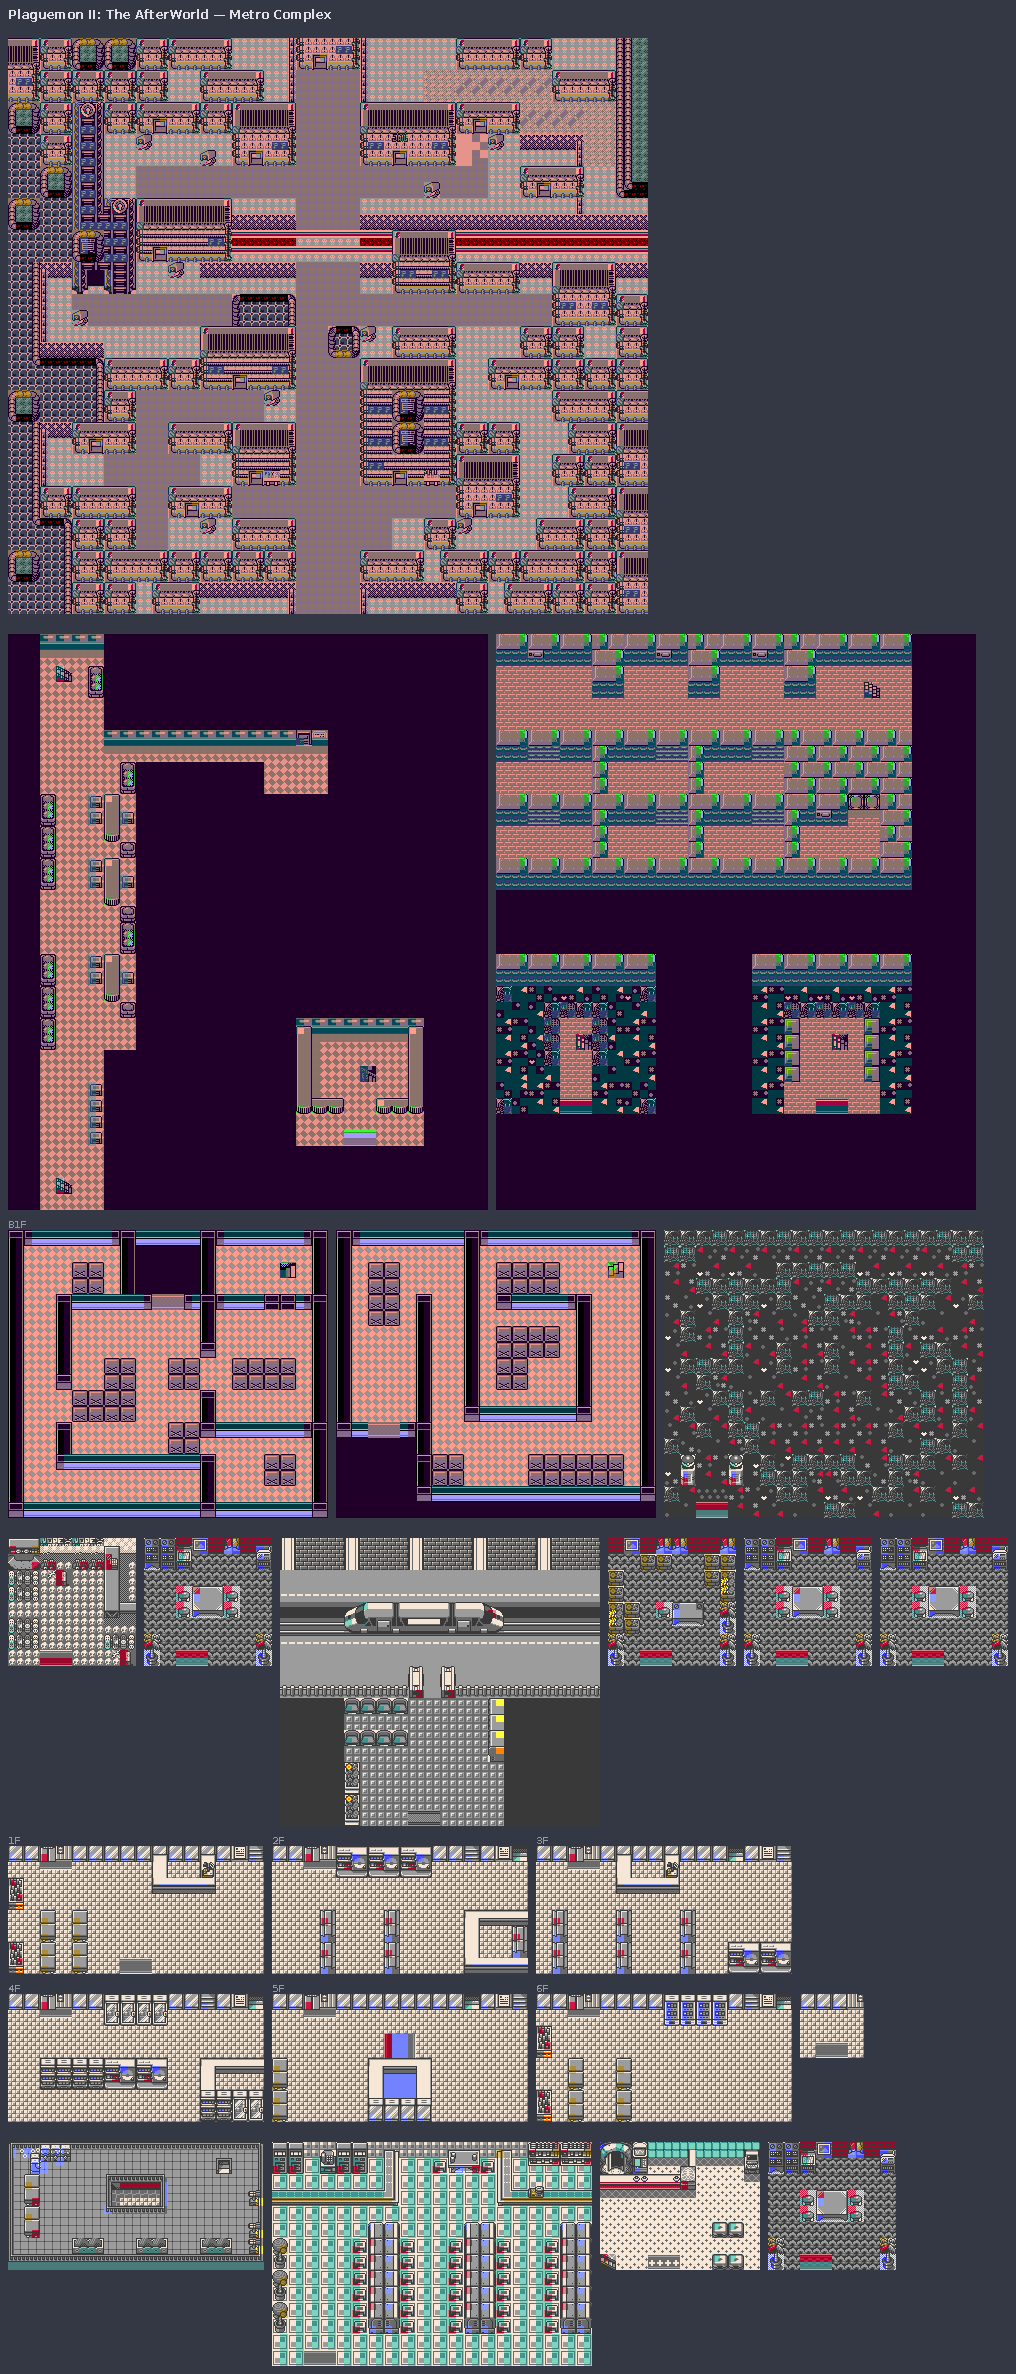 Plaguemon II: The AfterWorld — Metro Complex
B1F
1F
2F
3F
4F
5F
6F